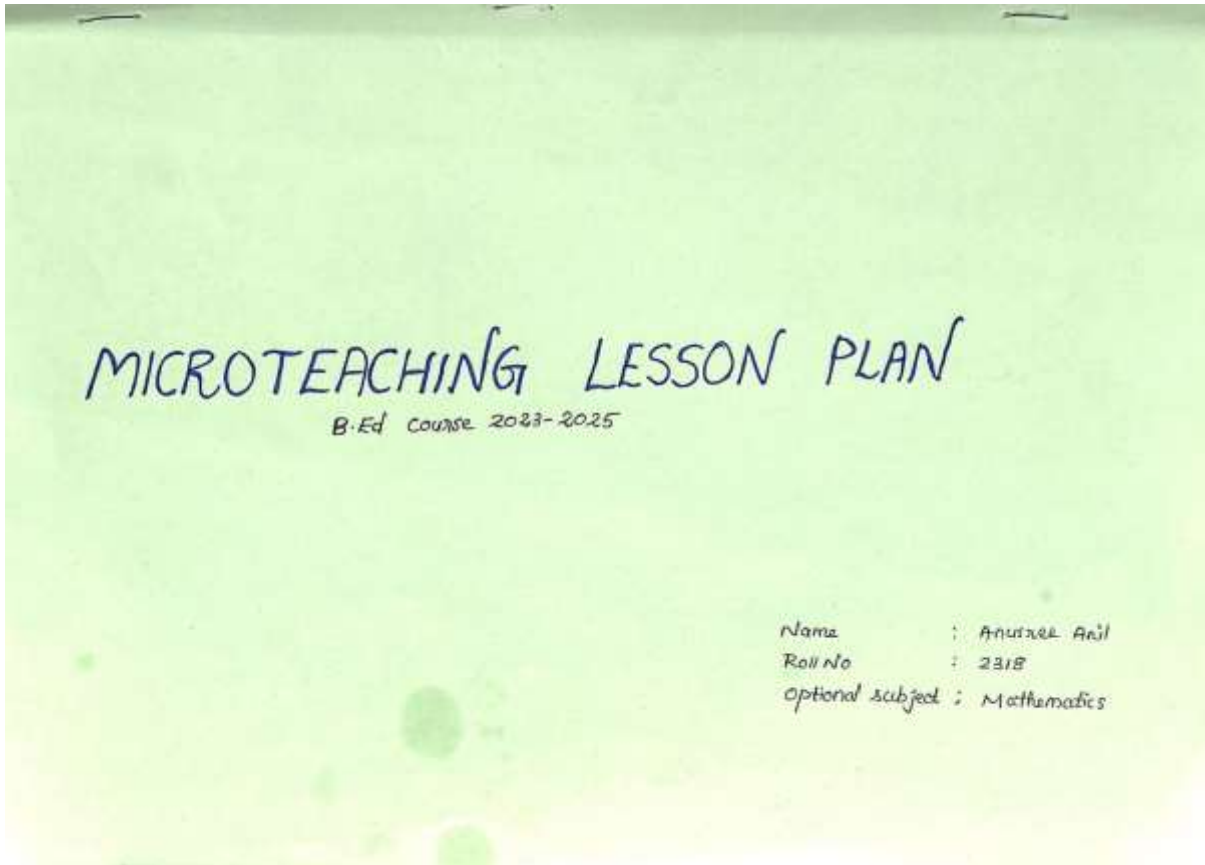 MICROTEACHING LESSON PLAN
B.Ed course 2023-2025
Name : Anusree Anil
Roll No : 2318
Optional subject : Mathematics